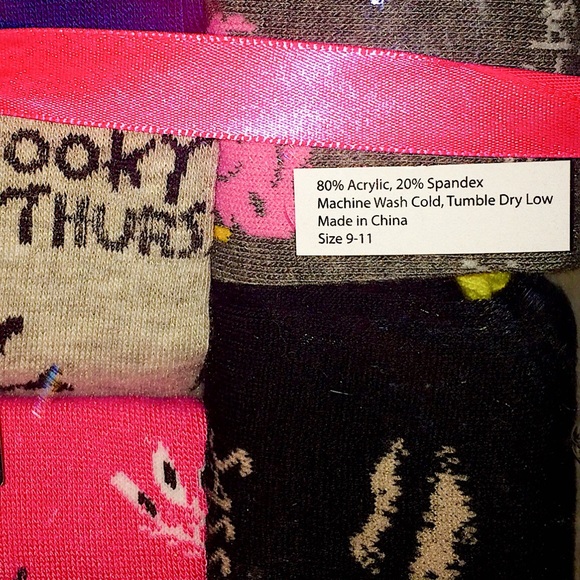 OOKY
THURS
80% Acrylic, 20% Spandex
Machine Wash Cold, Tumble Dry Low
Made in China
Size 9-11